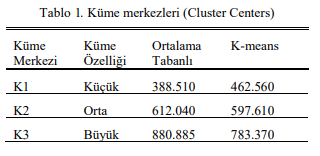 Tablo 1. Küme merkezleri (Cluster Centers)
Küme Merkezi Küme Özelliği Ortalama Tabanlı K-means
K1 Küçük 388.510 462.560
K2 Orta 612.040 597.610
K3 Büyük 880.885 783.370